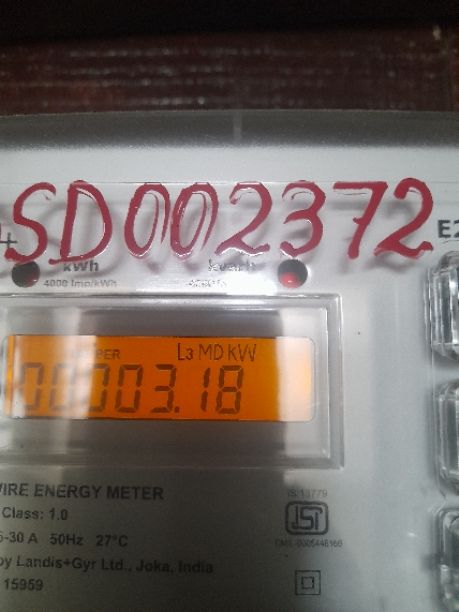 SD002372
kWh
4000 Imp/kWh
L3 MD kW
00003.18
WIRE ENERGY METER
Class: 1.0
-30 A 50Hz 27°C
by Landis+Gyr Ltd., Joka, India
15959
IS:13779